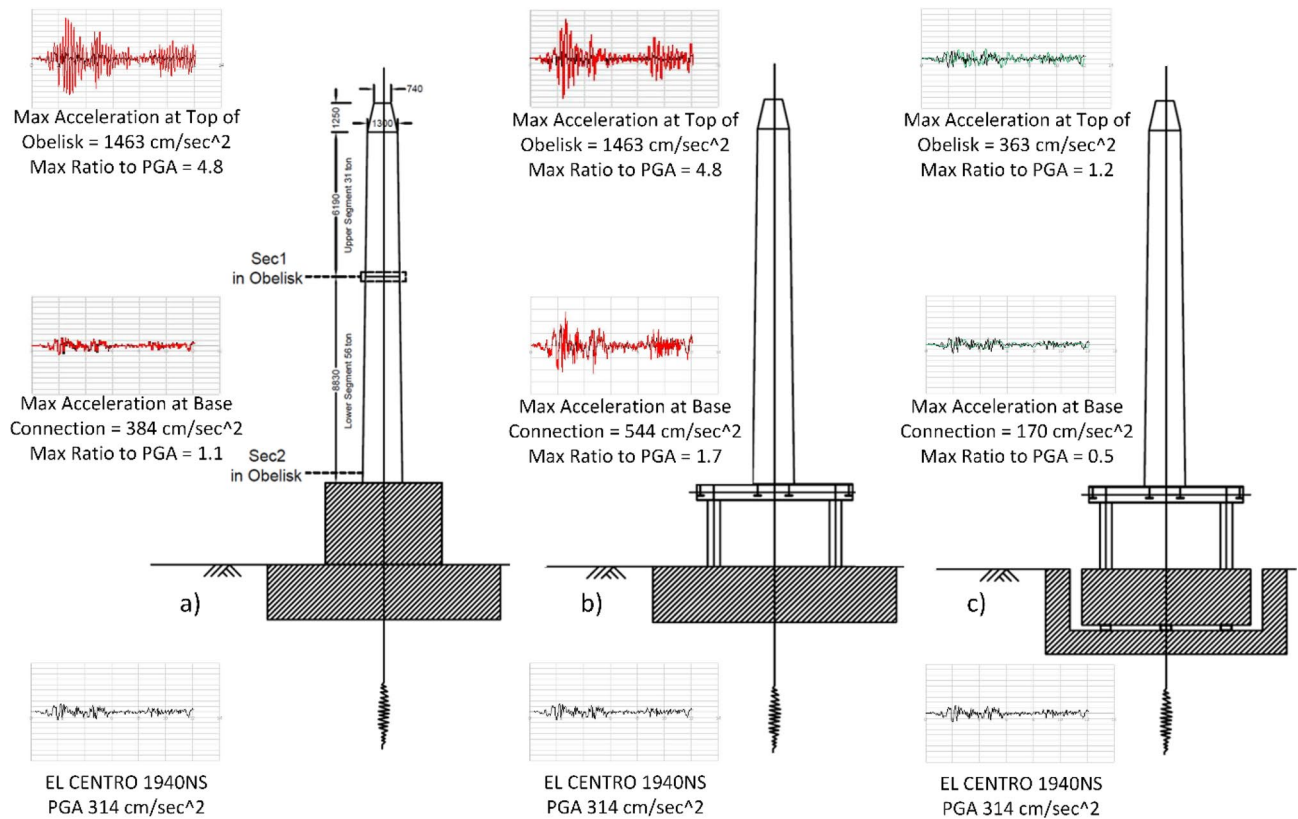 Max Acceleration at Top of
Obelisk = 1463 cm/sec^2
Max Ratio to PGA = 4.8
740
1250
1300
6190
Upper Segment 31 ton
Sec1
in Obelisk
Max Acceleration at Base
Connection = 384 cm/sec^2
Max Ratio to PGA = 1.1
8830
Lower Segment 56 ton
Sec2
in Obelisk
a)
EL CENTRO 1940NS
PGA 314 cm/sec^2
Max Acceleration at Top of
Obelisk = 1463 cm/sec^2
Max Ratio to PGA = 4.8
Max Acceleration at Base
Connection = 544 cm/sec^2
Max Ratio to PGA = 1.7
b)
EL CENTRO 1940NS
PGA 314 cm/sec^2
Max Acceleration at Top of
Obelisk = 363 cm/sec^2
Max Ratio to PGA = 1.2
Max Acceleration at Base
Connection = 170 cm/sec^2
Max Ratio to PGA = 0.5
c)
EL CENTRO 1940NS
PGA 314 cm/sec^2